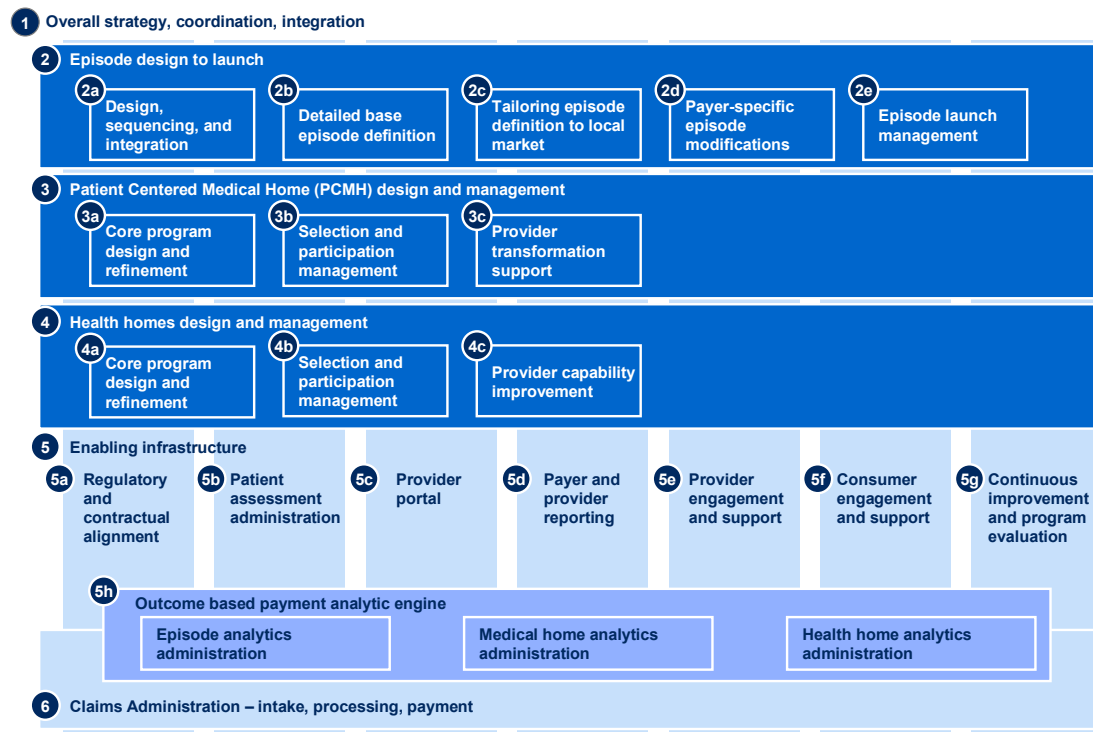 1 Overall strategy, coordination, integration
2 Episode design to launch
2a
Design,
sequencing, and
integration
2b
Detailed base
episode definition
2c
Tailoring episode
definition to local
market
2d
Payer-specific
episode
modifications
2e
Episode launch
management
3 Patient Centered Medical Home (PCMH) design and management
3a
Core program
design and
refinement
3b
Selection and
participation
management
3c
Provider
transformation
support
4 Health homes design and management
4a
Core program
design and
refinement
4b
Selection and
participation
management
4c
Provider capability
improvement
5 Enabling infrastructure
5a Regulatory
and
contractual
alignment
5b Patient
assessment
administration
5c Provider
portal
5d Payer and
provider
reporting
5e Provider
engagement
and support
5f Consumer
engagement
and support
5g Continuous
improvement
and program
evaluation
5h
Outcome based payment analytic engine
Episode analytics
administration
Medical home analytics
administration
Health home analytics
administration
6 Claims Administration – intake, processing, payment